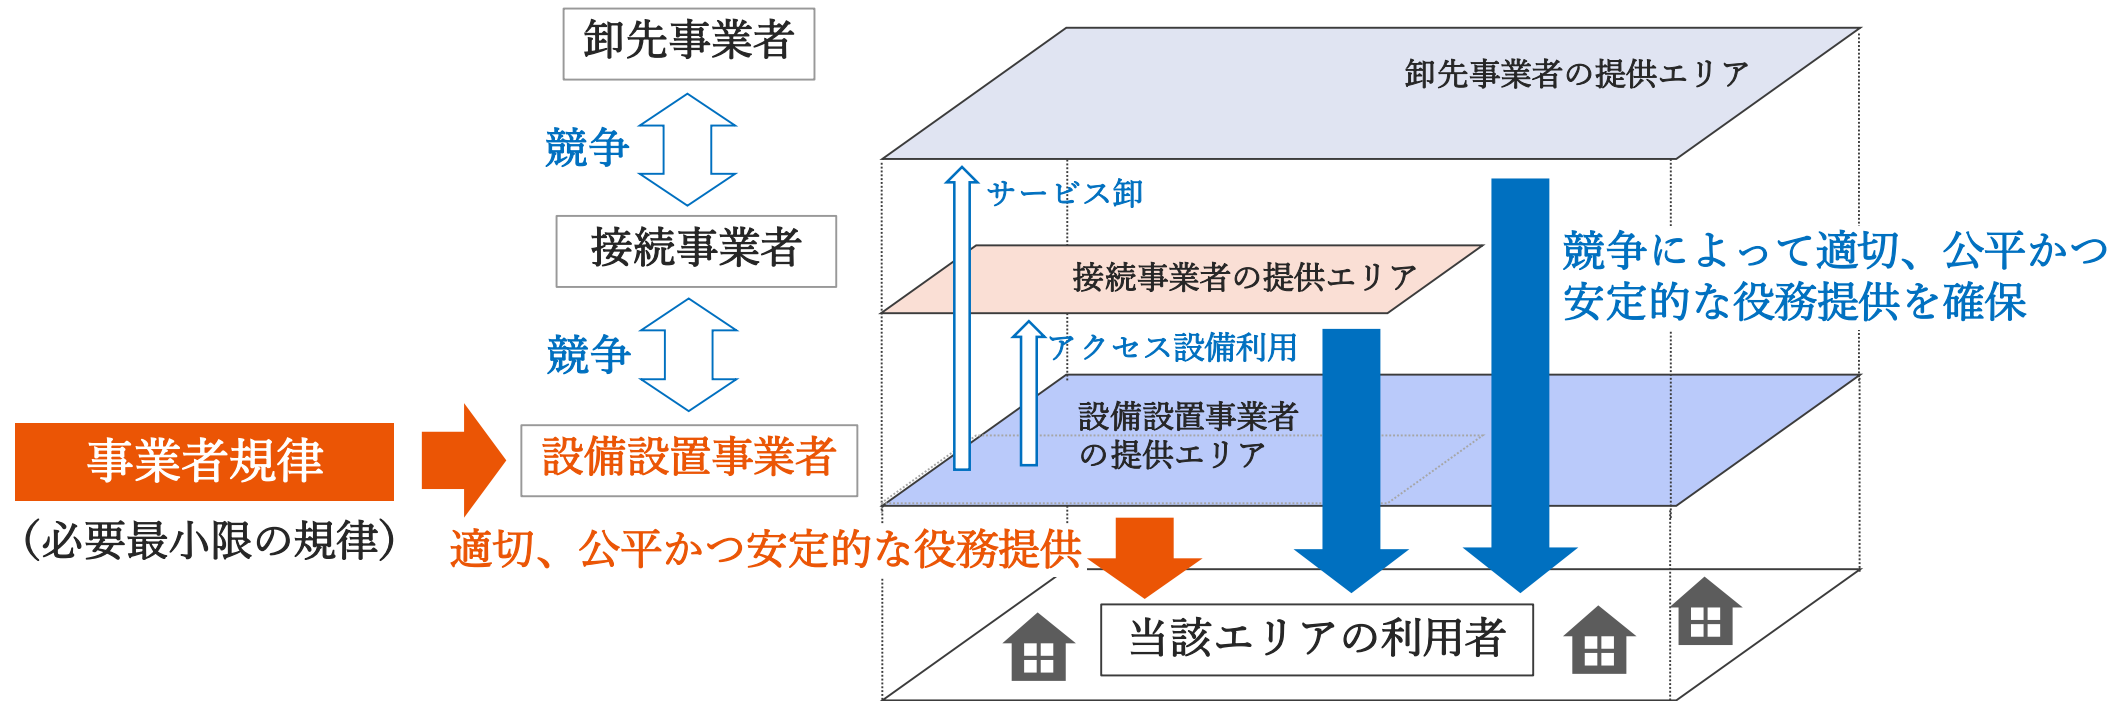 卸先事業者
卸先事業者の提供エリア
競争
サービス卸
接続事業者
接続事業者の提供エリア
競争によって適切、公平かつ
安定的な役務提供を確保
競争
アクセス設備利用
事業者規律
(必要最小限の規律)
設備設置事業者
設備設置事業者
の提供エリア
適切、公平かつ安定的な役務提供
当該エリアの利用者